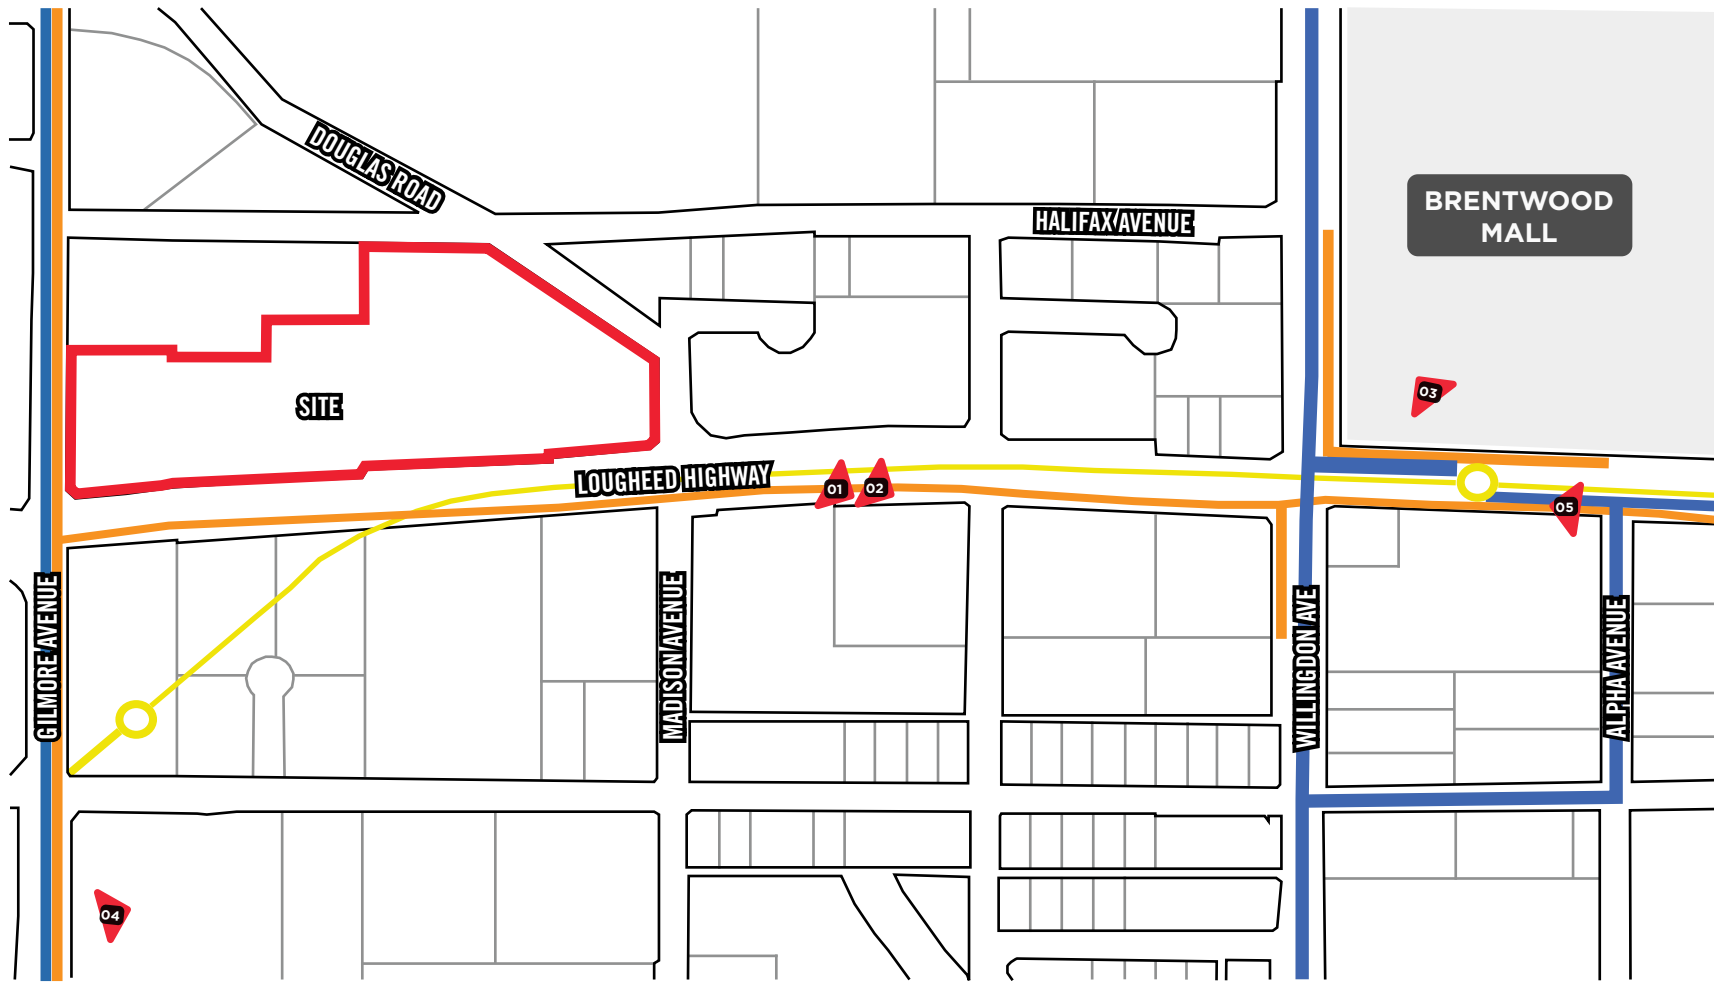 DOUGLAS ROAD
HALIFAX AVENUE
BRENTWOOD
MALL
SITE
03
LOUGHEED HIGHWAY
01
02
05
GILMORE AVENUE
MADISON AVENUE
WILLINGDON AVE
ALPHA AVENUE
04